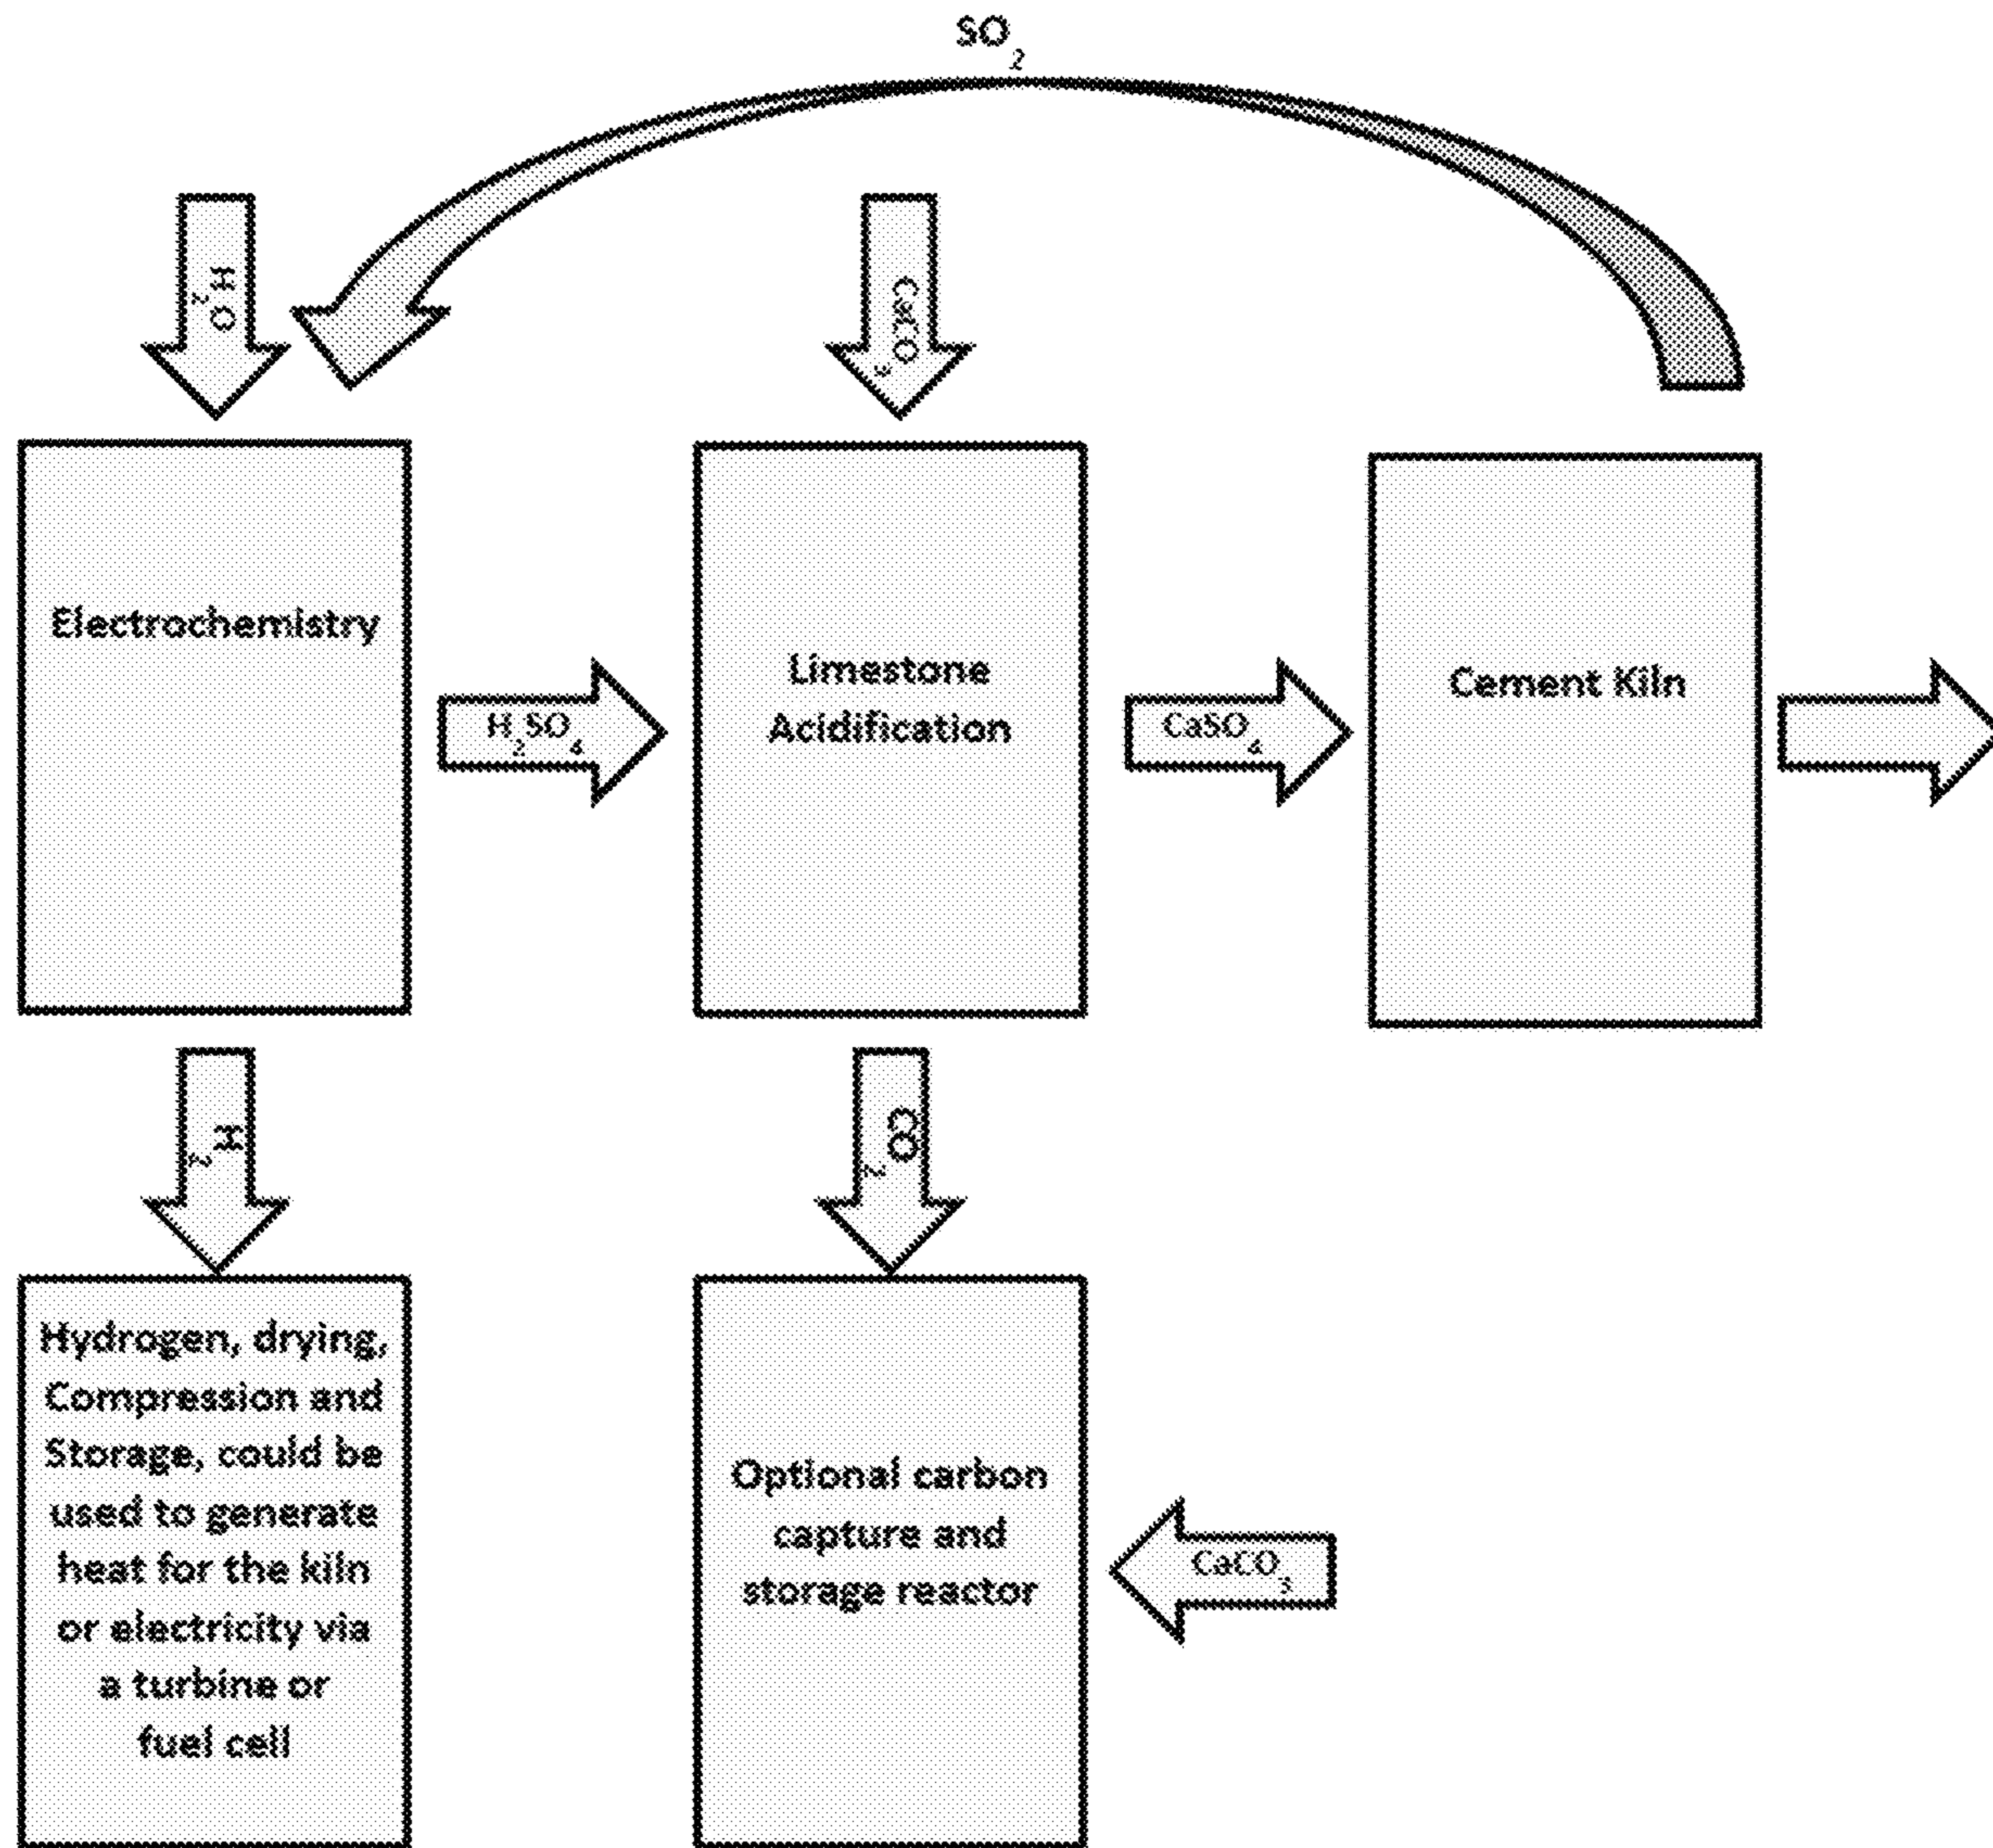 SO₂
H₂O
CaCO₃
Electrochemistry
H₂SO₄
Limestone
Acidification
CaSO₄
Cement Kiln
H₂
CO₂
Hydrogen, drying,
Compression and
Storage, could be
used to generate
heat for the kiln
or electricity via
a turbine or
fuel cell
Optional carbon
capture and
storage reactor
CaCO₃